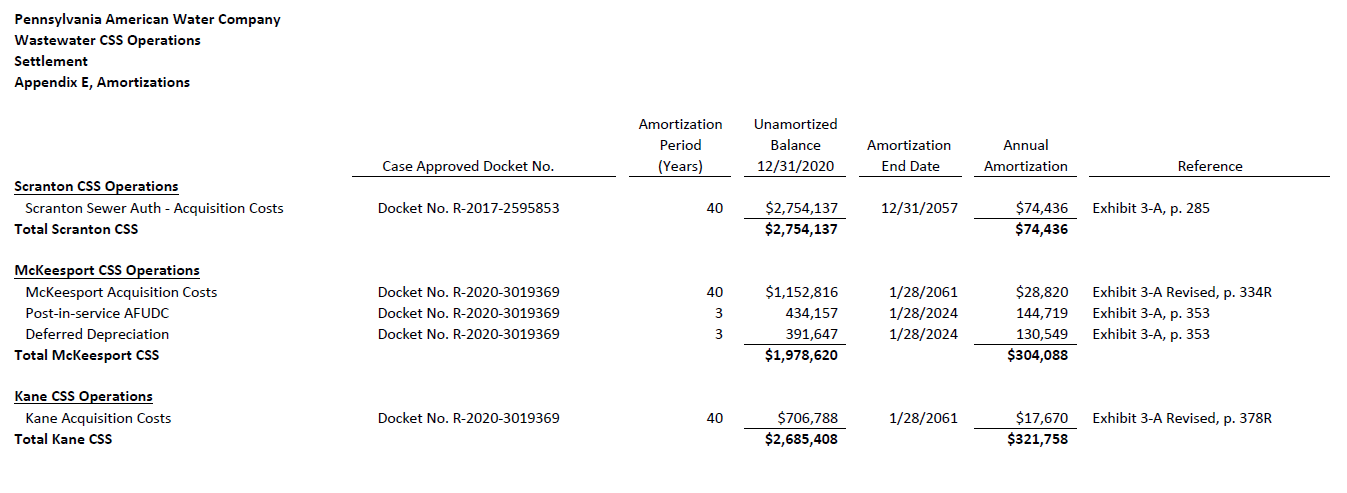 Pennsylvania American Water Company
Wastewater CSS Operations
Settlement
Appendix E, Amortizations
Amortization Unamortized
Period Balance Amortization Annual
Case Approved Docket No. (Years) 12/31/2020 End Date Amortization Reference
Scranton CSS Operations
Scranton Sewer Auth - Acquisition Costs Docket No. R-2017-2595853 40 $2,754,137 12/31/2057 $74,436 Exhibit 3-A, p. 285
Total Scranton CSS $2,754,137 $74,436
McKeesport CSS Operations
McKeesport Acquisition Costs Docket No. R-2020-3019369 40 $1,152,816 1/28/2061 $28,820 Exhibit 3-A Revised, p. 334R
Post-in-service AFUDC Docket No. R-2020-3019369 3 434,157 1/28/2024 144,719 Exhibit 3-A, p. 353
Deferred Depreciation Docket No. R-2020-3019369 3 391,647 1/28/2024 130,549 Exhibit 3-A, p. 353
Total McKeesport CSS $1,978,620 $304,088
Kane CSS Operations
Kane Acquisition Costs Docket No. R-2020-3019369 40 $706,788 1/28/2061 $17,670 Exhibit 3-A Revised, p. 378R
Total Kane CSS $2,685,408 $321,758